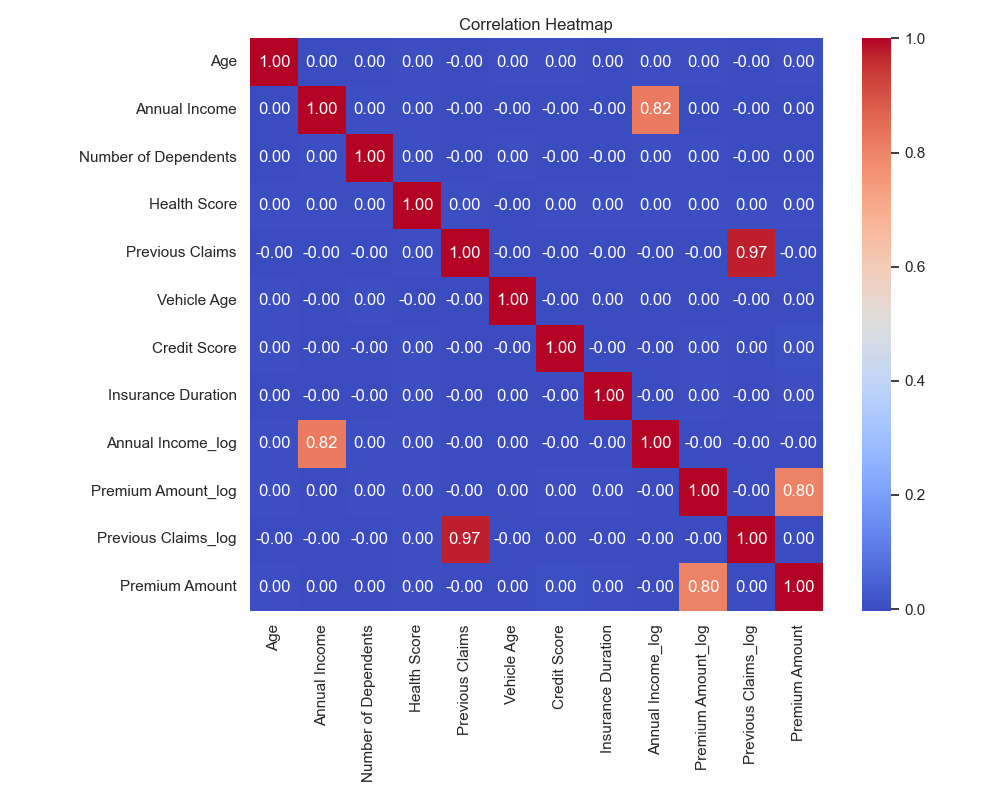 Correlation Heatmap
Age 1.00 0.00 0.00 0.00 -0.00 0.00 0.00 0.00 0.00 0.00 -0.00 0.00
Annual Income 0.00 1.00 0.00 0.00 -0.00 -0.00 -0.00 -0.00 0.82 0.00 -0.00 0.00
Number of Dependents 0.00 0.00 1.00 0.00 -0.00 0.00 -0.00 -0.00 0.00 0.00 -0.00 0.00
Health Score 0.00 0.00 0.00 1.00 0.00 -0.00 0.00 0.00 0.00 0.00 0.00 0.00
Previous Claims -0.00 -0.00 -0.00 0.00 1.00 -0.00 -0.00 -0.00 -0.00 -0.00 0.97 -0.00
Vehicle Age 0.00 -0.00 0.00 -0.00 -0.00 1.00 -0.00 0.00 0.00 0.00 -0.00 0.00
Credit Score 0.00 -0.00 -0.00 0.00 -0.00 -0.00 1.00 -0.00 -0.00 0.00 0.00 0.00
Insurance Duration 0.00 -0.00 -0.00 0.00 -0.00 0.00 -0.00 1.00 -0.00 0.00 -0.00 0.00
Annual Income_log 0.00 0.82 0.00 0.00 -0.00 0.00 -0.00 -0.00 1.00 -0.00 -0.00 -0.00
Premium Amount_log 0.00 0.00 0.00 0.00 -0.00 0.00 0.00 0.00 -0.00 1.00 -0.00 0.80
Previous Claims_log -0.00 -0.00 -0.00 0.00 0.97 -0.00 0.00 -0.00 -0.00 -0.00 1.00 0.00
Premium Amount 0.00 0.00 0.00 0.00 -0.00 0.00 0.00 0.00 -0.00 0.80 0.00 1.00
Age
Annual Income
Number of Dependents
Health Score
Previous Claims
Vehicle Age
Credit Score
Insurance Duration
Annual Income_log
Premium Amount_log
Previous Claims_log
Premium Amount
1.0
0.8
0.6
0.4
0.2
0.0